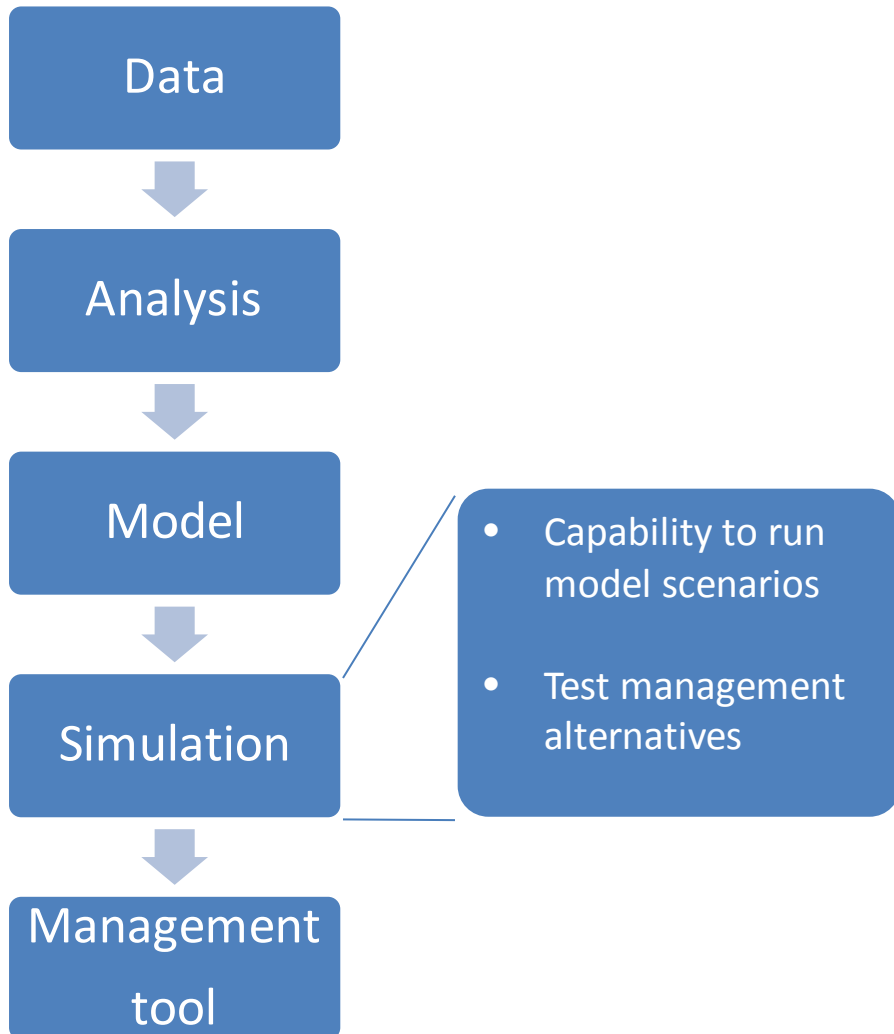 Data
Analysis
Model
Simulation
• Capability to run
model scenarios
• Test management
alternatives
Management
tool